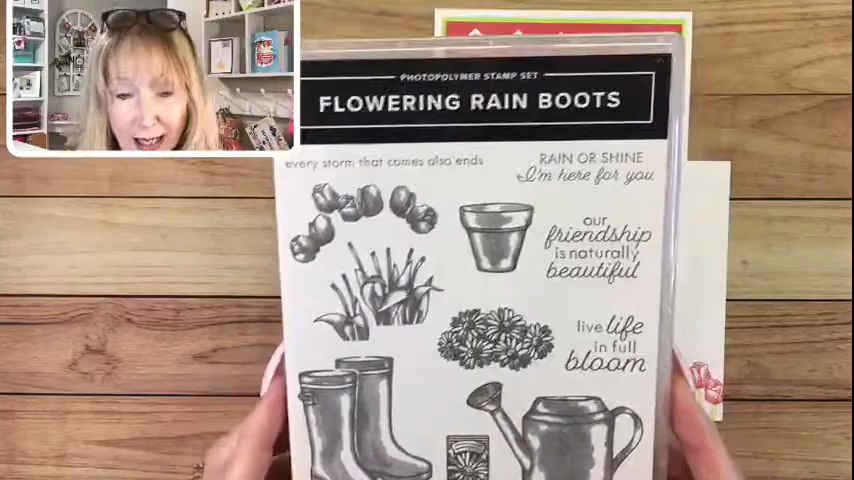 PHOTOPOLYMER STAMP SET
FLOWERING RAIN BOOTS
every storm that comes also ends
RAIN OR SHINE
I'm here for you
our
friendship
is naturally
beautiful
live life
in full
bloom